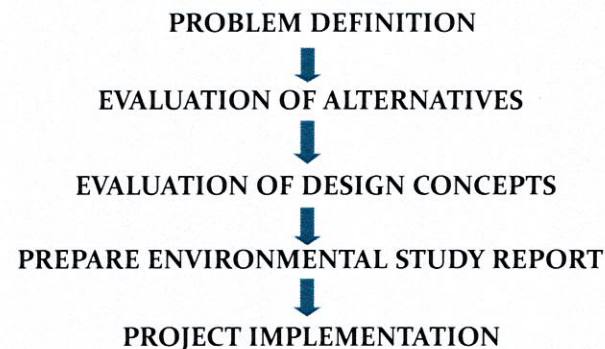 PROBLEM DEFINITION
EVALUATION OF ALTERNATIVES
EVALUATION OF DESIGN CONCEPTS
PREPARE ENVIRONMENTAL STUDY REPORT
PROJECT IMPLEMENTATION